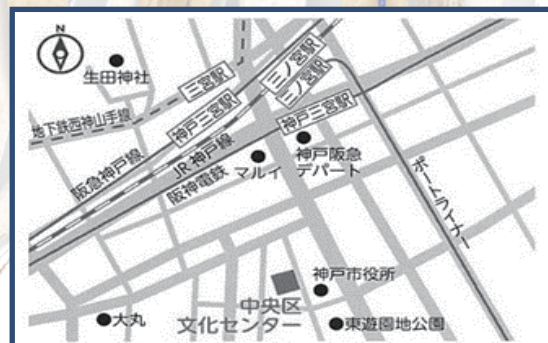 N
生田神社
三宮駅
地下鉄西神山手線
神戸三宮駅
三ノ宮駅
三ノ宮駅
神戸三宮駅
阪急神戸線
JR 神戸線
阪神電鉄
マルイ
神戸阪急
デパート
ポートライナー
神戸市役所
中央区
文化センター
大丸
東遊園地公園